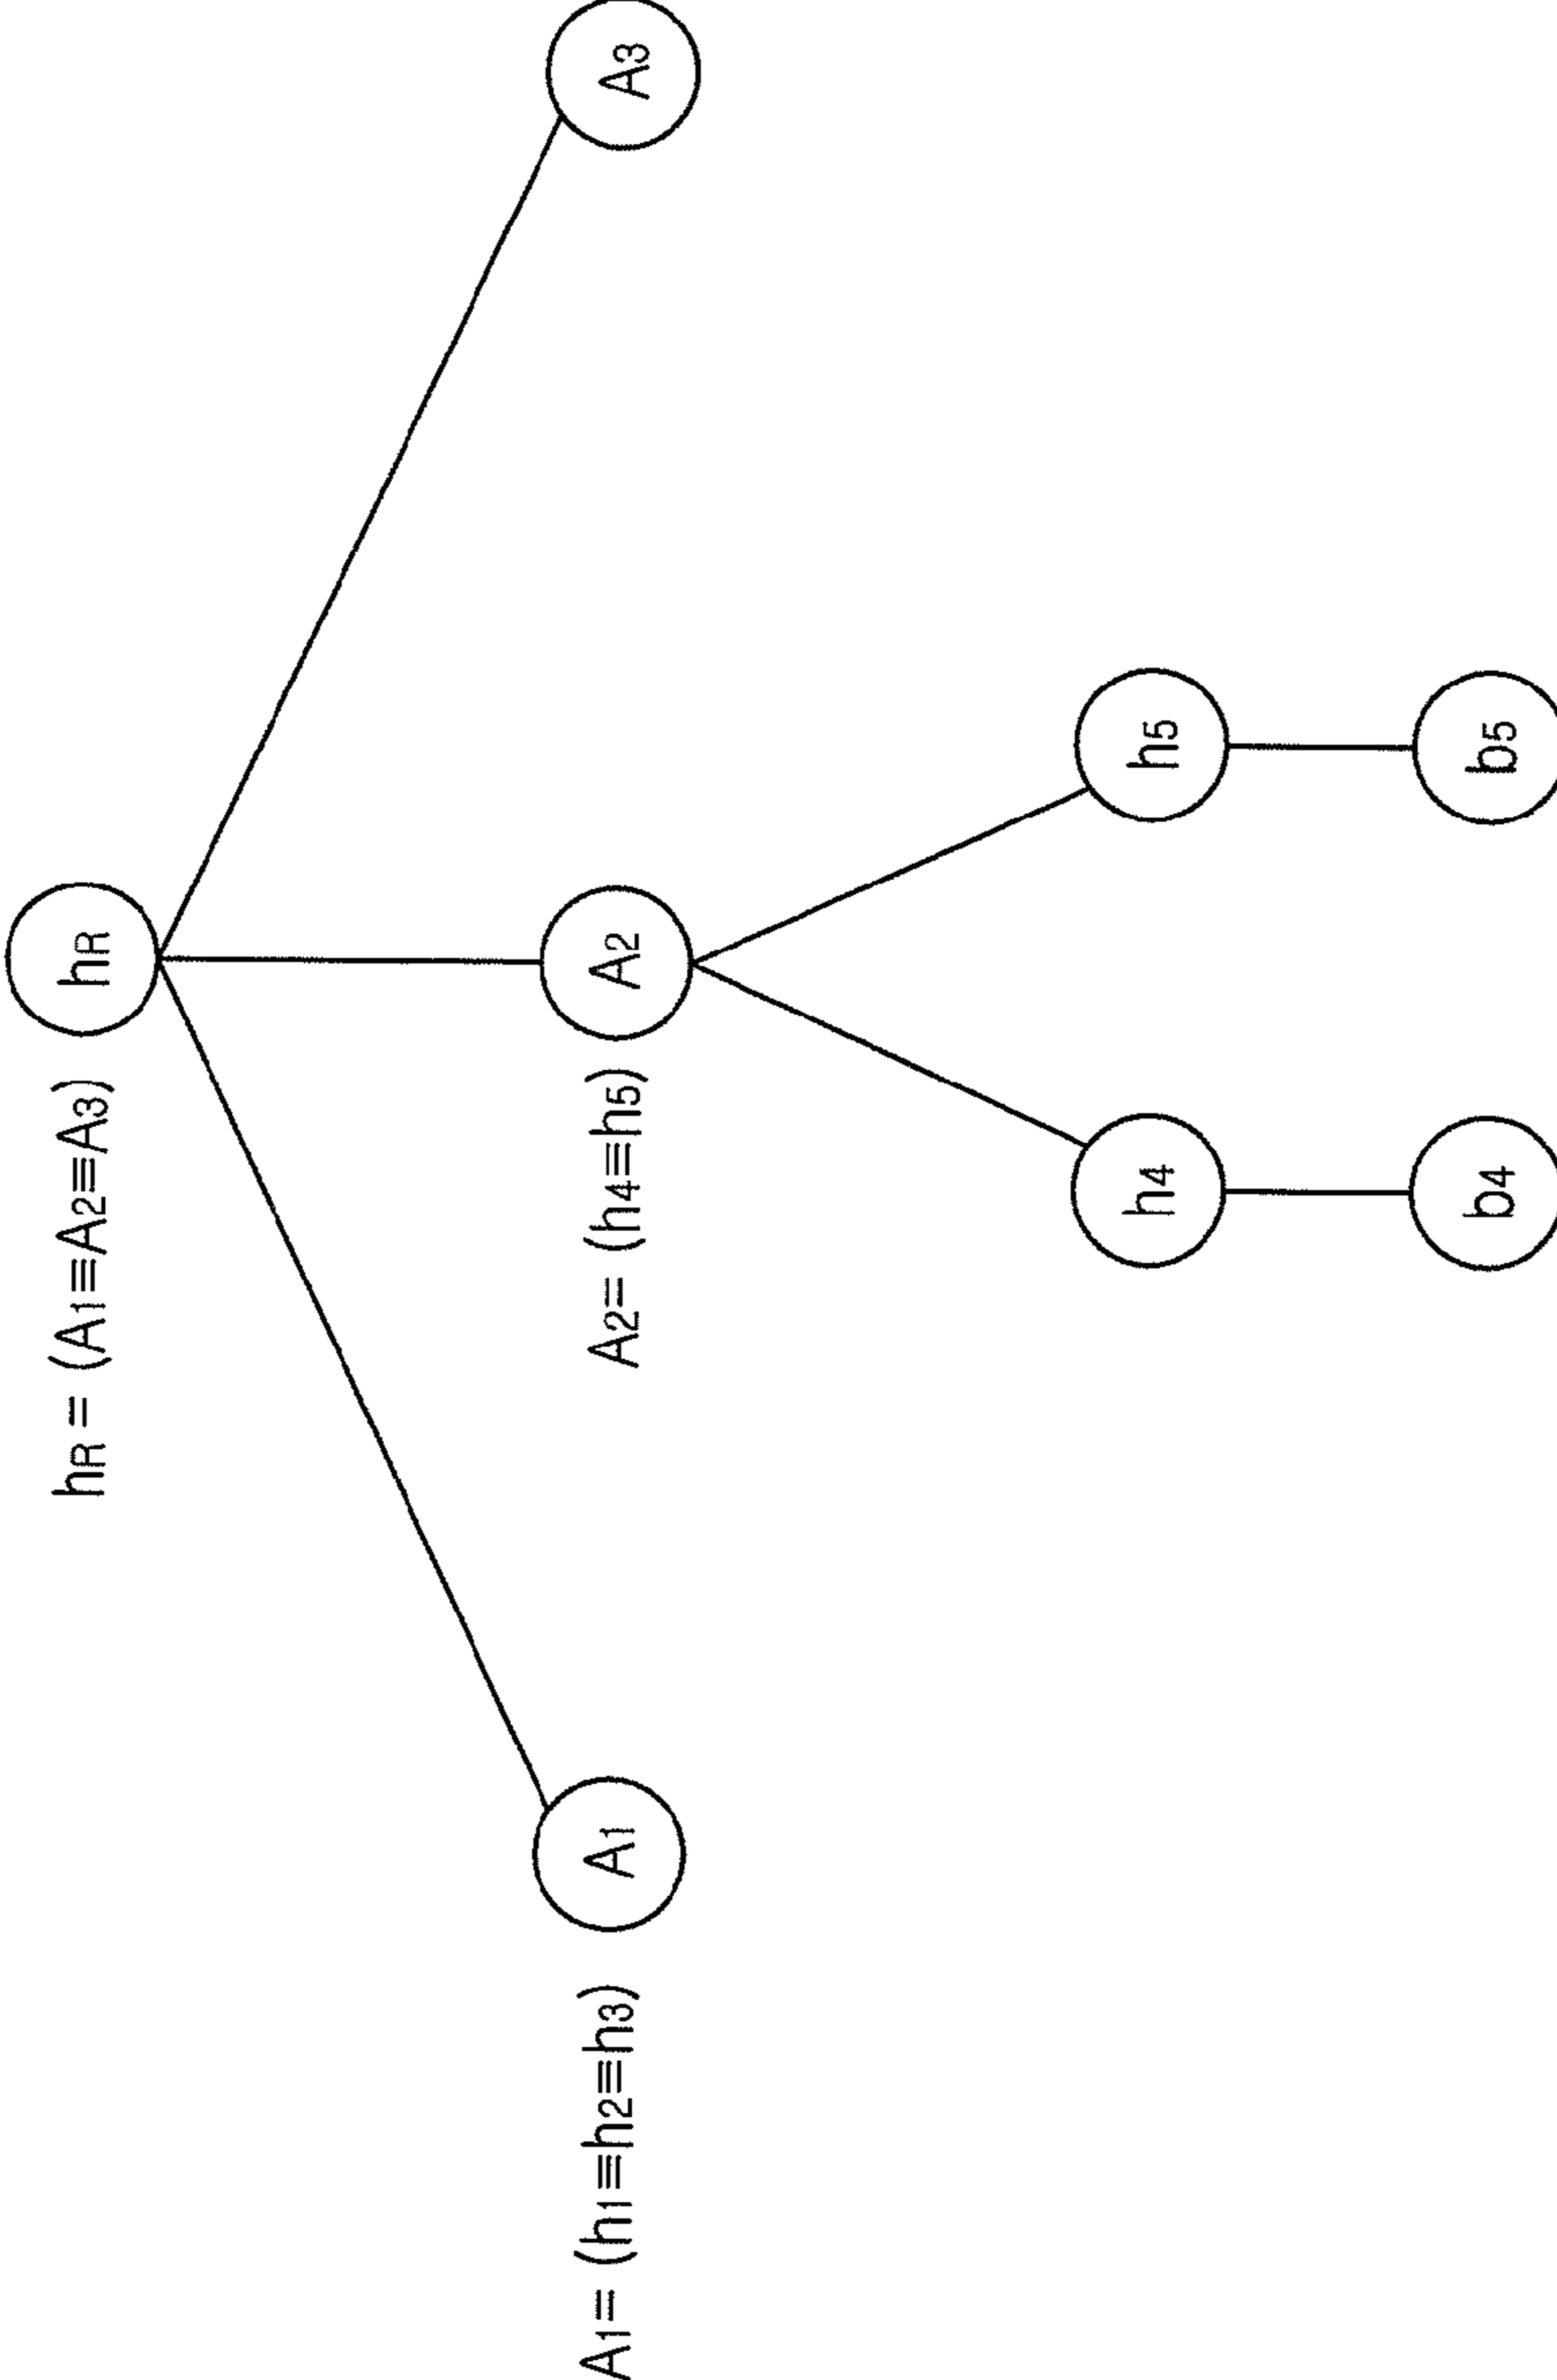 hR = (A1≡A2≡A3)
hR
A1= (h1≡h2≡h3)
A1
A2= (h4≡h5)
A2
A3
h4
h5
b4
b5